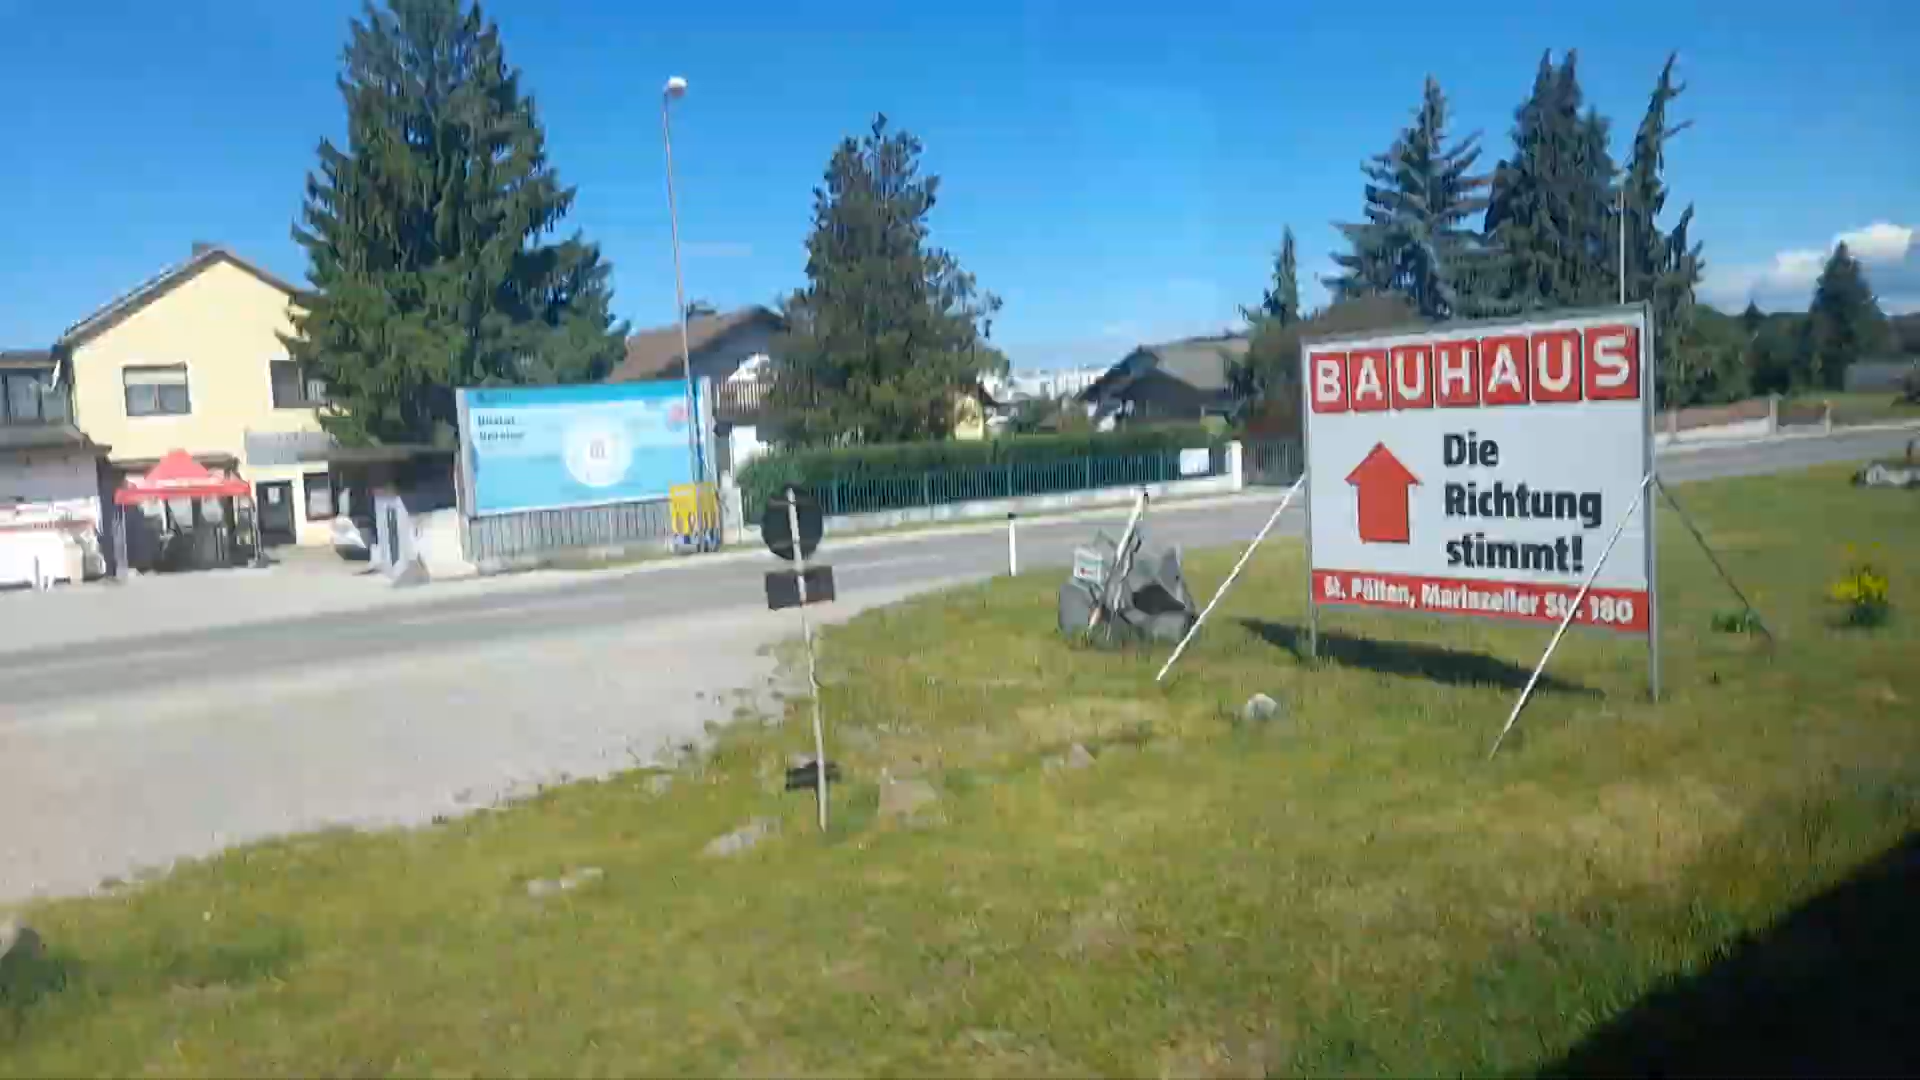 BAUHAUS
Die
Richtung
stimmt!
St. Pölten, Mariazeller Str. 180